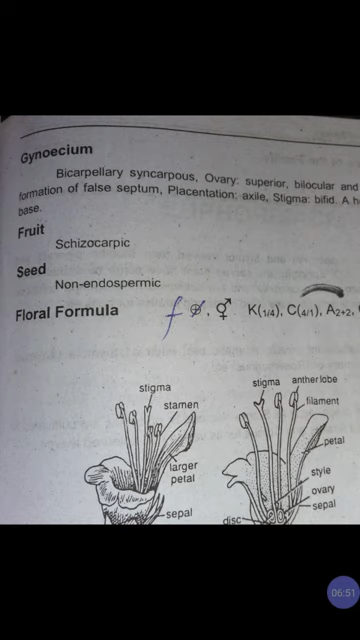 Gynoecium
Bicarpellary syncarpous, Ovary: superior, bilocular and
formation of false septum, Placentation: axile, Stigma: bifid. A
base.
Fruit
Schizocarpic
Seed
Non-endospermic
Floral Formula
⚥ K(1/4), C(4/1), A2+2,
stigma
stamen
larger
petal
sepal
stigma
anther lobe
filament
petal
style
ovary
sepal
disc
06:51